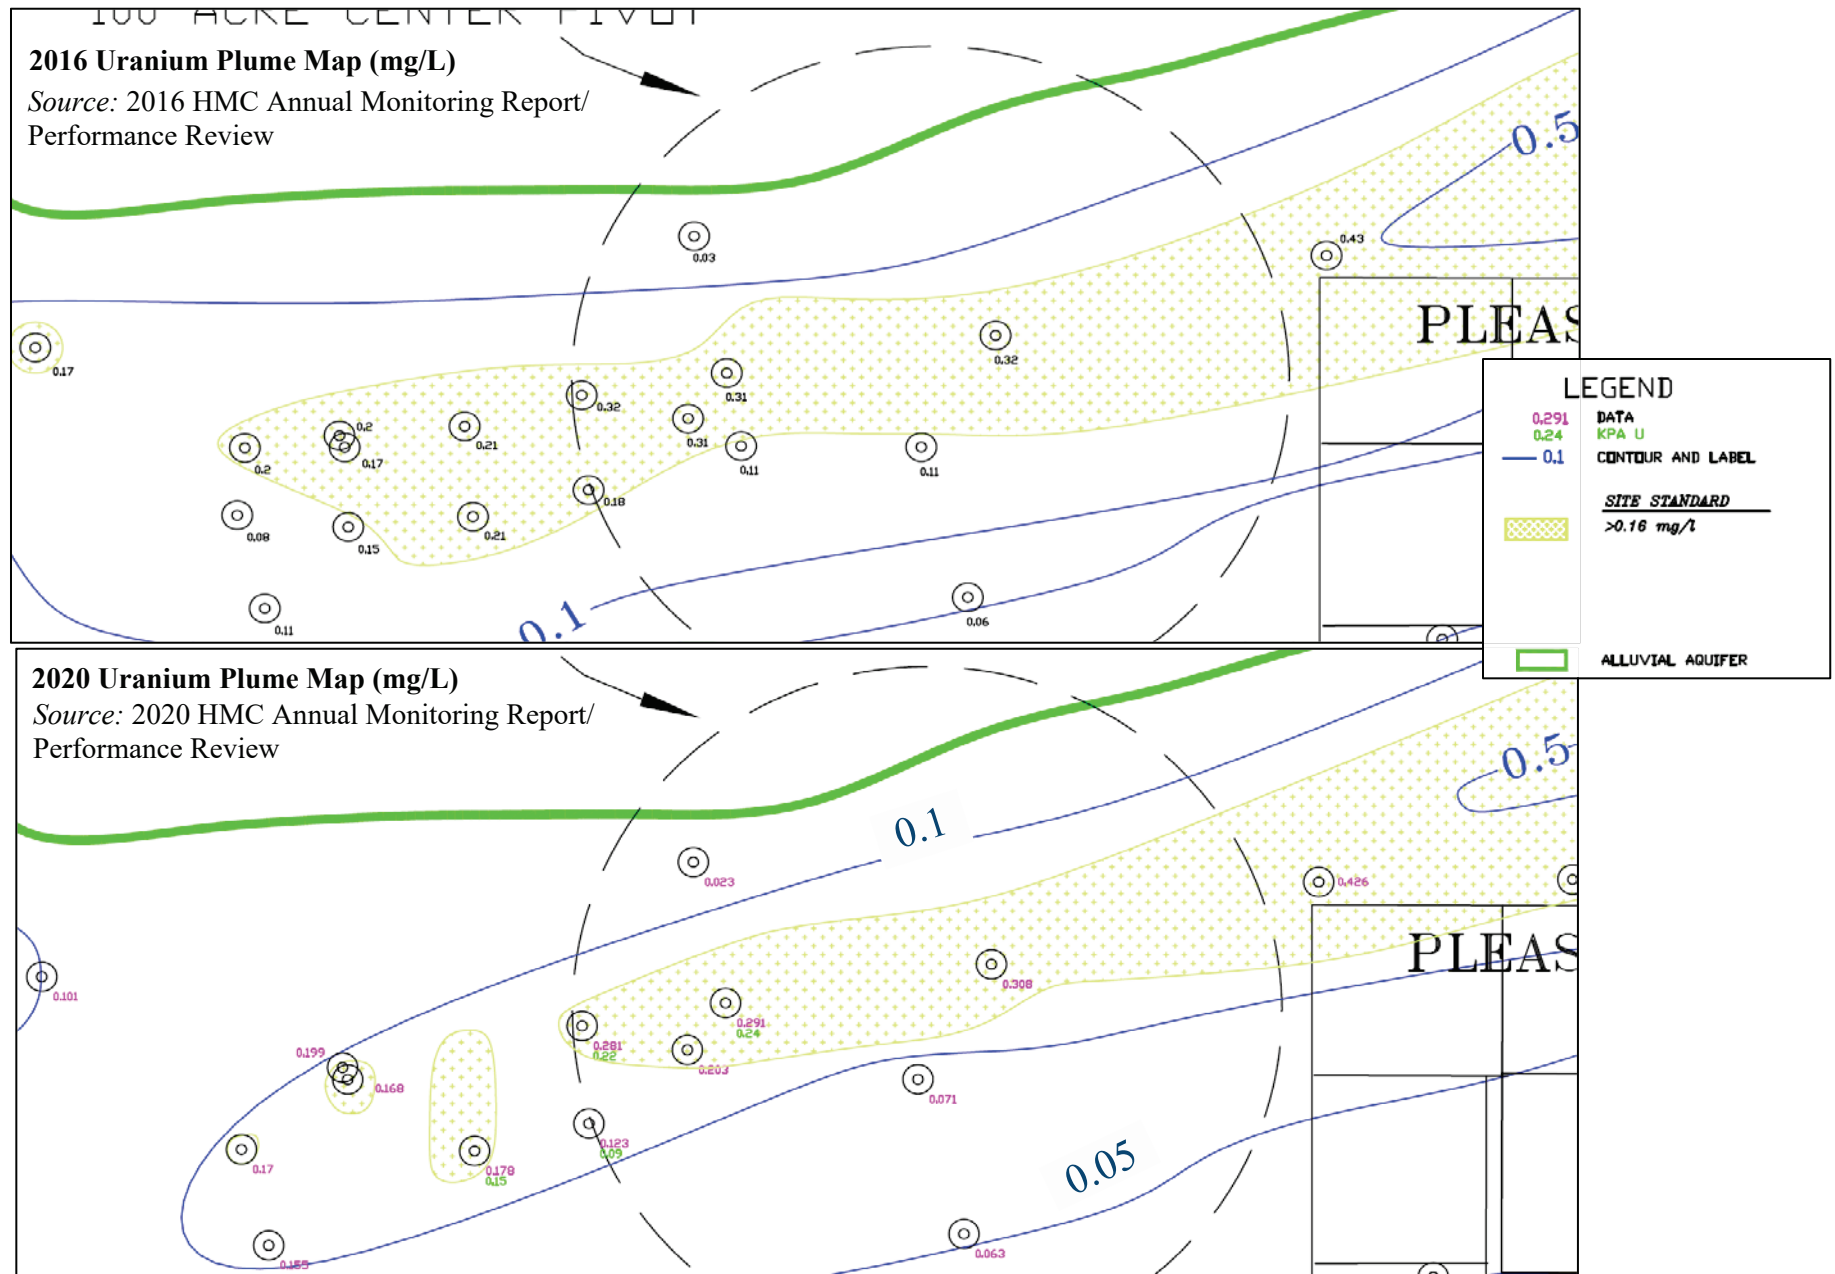 100 ACRE CENTER PIVOT
2016 Uranium Plume Map (mg/L)
Source: 2016 HMC Annual Monitoring Report/
Performance Review
0.5
0.43
0.03
PLEAS
0.17
0.32
0.31
0.32
0.2
0.31
0.21
0.2
0.17
0.11
0.11
0.18
0.08
0.15
0.21
0.11
0.1
0.06
LEGEND
0.291 DATA
0.24 KPA U
0.1 CONTOUR AND LABEL
SITE STANDARD
>0.16 mg/l
ALLUVIAL AQUIFER
2020 Uranium Plume Map (mg/L)
Source: 2020 HMC Annual Monitoring Report/
Performance Review
0.5
0.1
0.023
0.426
PLEAS
0.101
0.308
0.291
0.24
0.281
0.22
0.203
0.199
0.168
0.071
0.123
0.09
0.17
0.178
0.15
0.05
0.063